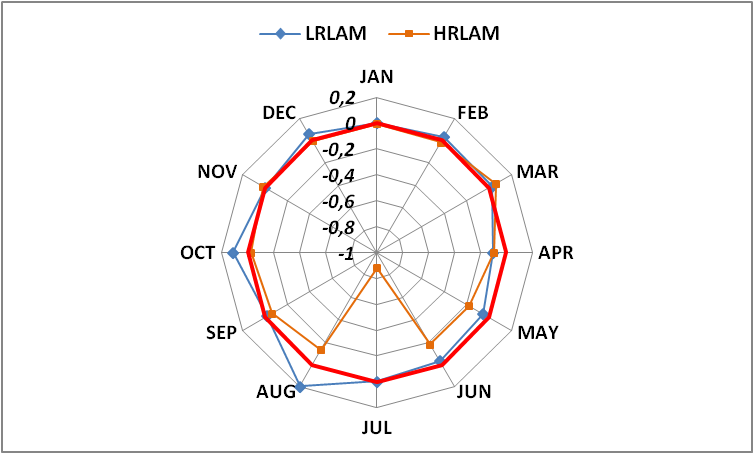 LRLAM HRLAM
JAN
FEB
MAR
APR
MAY
JUN
JUL
AUG
SEP
OCT
NOV
DEC
0,2
0
-0,2
-0,4
-0,6
-0,8
-1